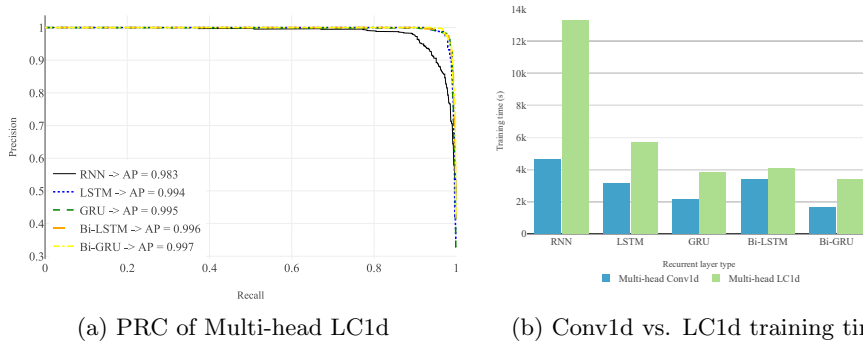 1
0.9
0.8
0.7
0.6
0.5
0.4
0.3
Precision
RNN -> AP = 0.983
LSTM -> AP = 0.994
GRU -> AP = 0.995
Bi-LSTM -> AP = 0.996
Bi-GRU -> AP = 0.997
0 0.2 0.4 0.6 0.8 1
Recall
(a) PRC of Multi-head LC1d
14k
12k
10k
8k
6k
4k
2k
0
Training time (s)
RNN LSTM GRU Bi-LSTM Bi-GRU
Recurrent layer type
Multi-head Conv1d Multi-head LC1d
(b) Conv1d vs. LC1d training